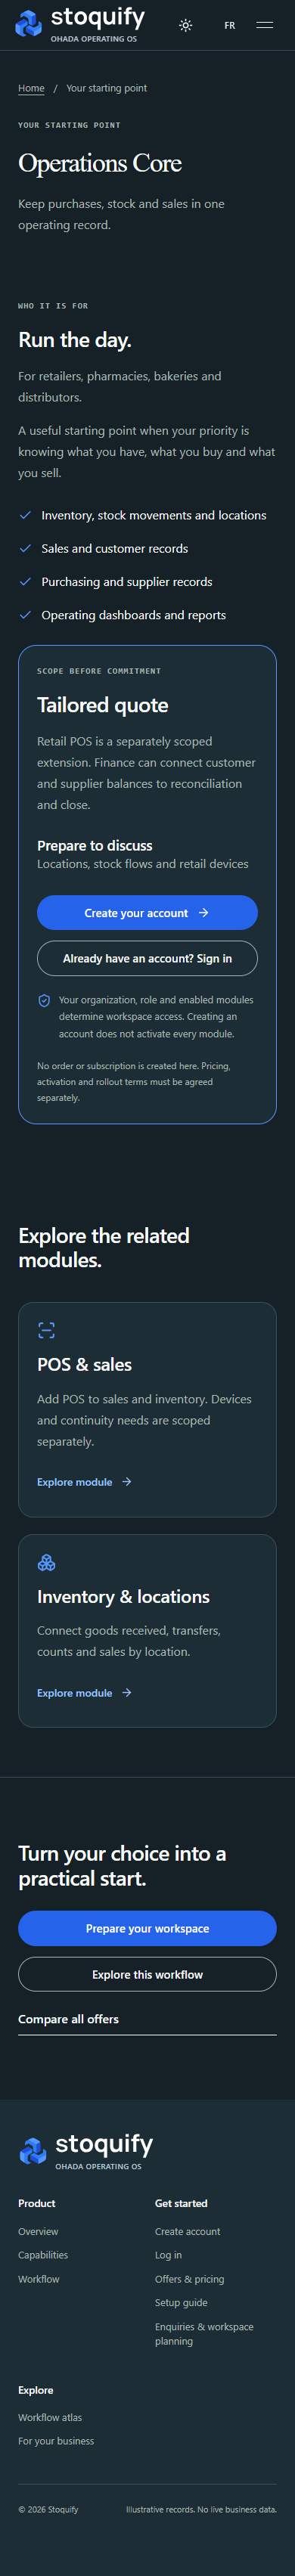 stoquify
OHADA OPERATING OS
FR
Home / Your starting point
YOUR STARTING POINT
Operations Core
Keep purchases, stock and sales in one
operating record.
WHO IT IS FOR
Run the day.
For retailers, pharmacies, bakeries and
distributors.
A useful starting point when your priority is
knowing what you have, what you buy and what
you sell.
Inventory, stock movements and locations
Sales and customer records
Purchasing and supplier records
Operating dashboards and reports
SCOPE BEFORE COMMITMENT
Tailored quote
Retail POS is a separately scoped
extension. Finance can connect customer
and supplier balances to reconciliation
and close.
Prepare to discuss
Locations, stock flows and retail devices
Create your account
Already have an account? Sign in
Your organization, role and enabled modules
determine workspace access. Creating an
account does not activate every module.
No order or subscription is created here. Pricing,
activation and rollout terms must be agreed
separately.
Explore the related
modules.
POS & sales
Add POS to sales and inventory. Devices
and continuity needs are scoped
separately.
Explore module
Inventory & locations
Connect goods received, transfers,
counts and sales by location.
Explore module
Turn your choice into a
practical start.
Prepare your workspace
Explore this workflow
Compare all offers
stoquify
OHADA OPERATING OS
Product
Overview
Capabilities
Workflow
Get started
Create account
Log in
Offers & pricing
Setup guide
Enquiries & workspace
planning
Explore
Workflow atlas
For your business
© 2026 Stoquify
Illustrative records. No live business data.